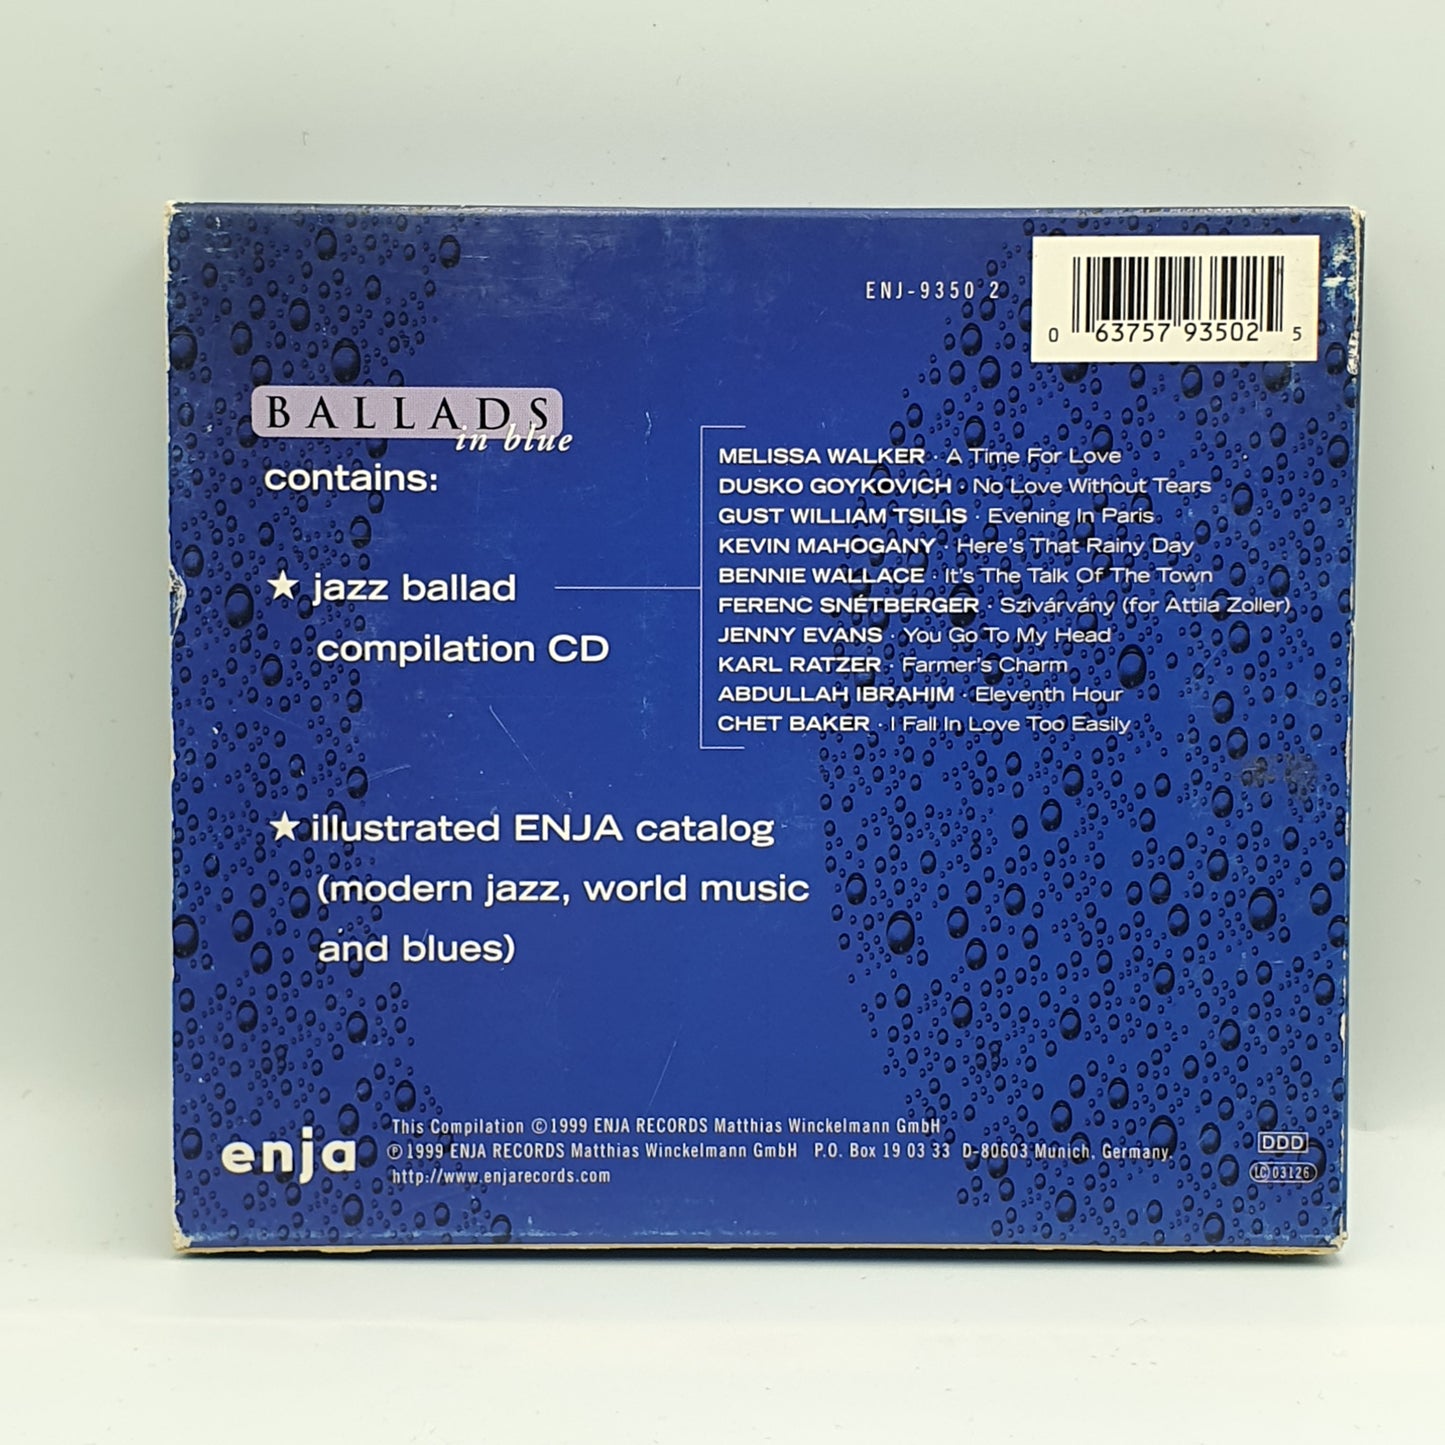 ENJ-9350 2
0 63757 93502 5
BALLADS
in blue
contains:
★ jazz ballad
compilation CD
MELISSA WALKER · A Time For Love
DUSKO GOYKOVICH · No Love Without Tears
GUST WILLIAM TSILIS · Evening In Paris
KEVIN MAHOGANY · Here's That Rainy Day
BENNIE WALLACE · It's The Talk Of The Town
FERENC SNÉTBERGER · Szivárvány (for Attila Zoller)
JENNY EVANS · You Go To My Head
KARL RATZER · Farmer's Charm
ABDULLAH IBRAHIM · Eleventh Hour
CHET BAKER · I Fall In Love Too Easily
★ illustrated ENJA catalog
(modern jazz, world music
and blues)
enja
This Compilation ©1999 ENJA RECORDS Matthias Winckelmann GmbH
℗ 1999 ENJA RECORDS Matthias Winckelmann GmbH P.O. Box 19 03 33 D-80603 Munich, Germany.
http://www.enjarecords.com
DDD
LC 03126